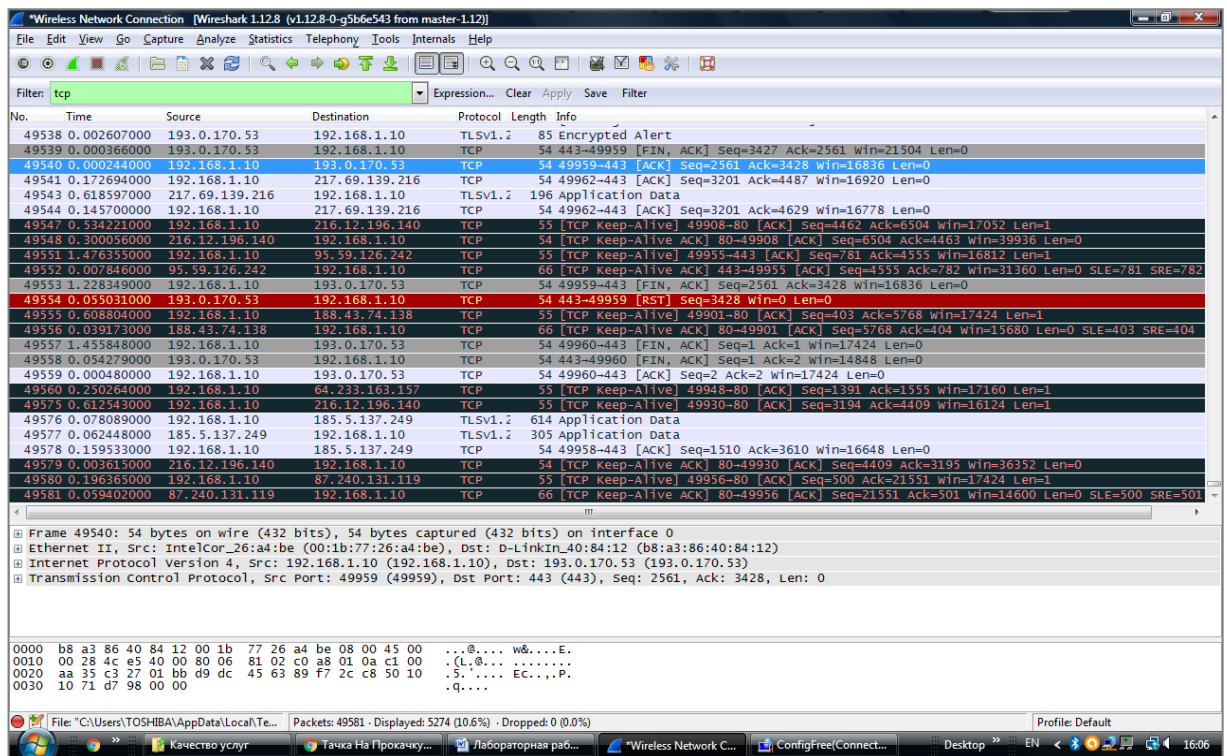 *Wireless Network Connection [Wireshark 1.12.8 (v1.12.8-0-g5b6e543 from master-1.12)]
File Edit View Go Capture Analyze Statistics Telephony Tools Internals Help
Filter: tcp Expression... Clear Apply Save Filter
No. Time Source Destination Protocol Length Info
49538 0.002607000 193.0.170.53 192.168.1.10 TLSv1.2 85 Encrypted Alert
49539 0.000366000 193.0.170.53 192.168.1.10 TCP 54 443→49959 [FIN, ACK] Seq=3427 Ack=2561 Win=21504 Len=0
49540 0.000244000 192.168.1.10 193.0.170.53 TCP 54 49959→443 [ACK] Seq=2561 Ack=3428 Win=16836 Len=0
49541 0.172694000 192.168.1.10 217.69.139.216 TCP 54 49962→443 [ACK] Seq=3201 Ack=4487 Win=16920 Len=0
49543 0.618597000 217.69.139.216 192.168.1.10 TLSv1.2 196 Application Data
49544 0.145700000 192.168.1.10 217.69.139.216 TCP 54 49962→443 [ACK] Seq=3201 Ack=4629 Win=16778 Len=0
49547 0.534221000 192.168.1.10 216.12.196.140 TCP 55 [TCP Keep-Alive] 49908→80 [ACK] Seq=4462 Ack=6504 Win=17052 Len=1
49548 0.300056000 216.12.196.140 192.168.1.10 TCP 54 [TCP Keep-Alive ACK] 80→49908 [ACK] Seq=6504 Ack=4463 Win=39936 Len=0
49551 1.476355000 192.168.1.10 95.59.126.242 TCP 55 [TCP Keep-Alive] 49955→443 [ACK] Seq=781 Ack=4555 Win=16812 Len=1
49552 0.007846000 95.59.126.242 192.168.1.10 TCP 66 [TCP Keep-Alive ACK] 443→49955 [ACK] Seq=4555 Ack=782 Win=31360 Len=0 SLE=781 SRE=782
49553 1.228349000 192.168.1.10 193.0.170.53 TCP 54 49959→443 [FIN, ACK] Seq=2561 Ack=3428 Win=16836 Len=0
49554 0.055031000 193.0.170.53 192.168.1.10 TCP 54 443→49959 [RST] Seq=3428 Win=0 Len=0
49555 0.608804000 192.168.1.10 188.43.74.138 TCP 55 [TCP Keep-Alive] 49901→80 [ACK] Seq=403 Ack=5768 Win=17424 Len=1
49556 0.039173000 188.43.74.138 192.168.1.10 TCP 66 [TCP Keep-Alive ACK] 80→49901 [ACK] Seq=5768 Ack=404 Win=15680 Len=0 SLE=403 SRE=404
49557 1.455848000 192.168.1.10 193.0.170.53 TCP 54 49960→443 [FIN, ACK] Seq=1 Ack=1 Win=17424 Len=0
49558 0.054279000 193.0.170.53 192.168.1.10 TCP 54 443→49960 [FIN, ACK] Seq=1 Ack=2 Win=14848 Len=0
49559 0.000480000 192.168.1.10 193.0.170.53 TCP 54 49960→443 [ACK] Seq=2 Ack=2 Win=17424 Len=0
49560 0.250264000 192.168.1.10 64.233.163.157 TCP 55 [TCP Keep-Alive] 49948→80 [ACK] Seq=1391 Ack=1555 Win=17160 Len=1
49575 0.612543000 192.168.1.10 216.12.196.140 TCP 55 [TCP Keep-Alive] 49930→80 [ACK] Seq=3194 Ack=4409 Win=16124 Len=1
49576 0.078089000 192.168.1.10 185.5.137.249 TLSv1.2 614 Application Data
49577 0.062448000 185.5.137.249 192.168.1.10 TLSv1.2 305 Application Data
49578 0.159533000 192.168.1.10 185.5.137.249 TCP 54 49958→443 [ACK] Seq=1510 Ack=3610 Win=16648 Len=0
49579 0.003615000 216.12.196.140 192.168.1.10 TCP 54 [TCP Keep-Alive ACK] 80→49930 [ACK] Seq=4409 Ack=3195 Win=36352 Len=0
49580 0.196365000 192.168.1.10 87.240.131.119 TCP 55 [TCP Keep-Alive] 49956→80 [ACK] Seq=500 Ack=21551 Win=17424 Len=1
49581 0.059402000 87.240.131.119 192.168.1.10 TCP 66 [TCP Keep-Alive ACK] 80→49956 [ACK] Seq=21551 Ack=501 Win=14600 Len=0 SLE=500 SRE=501
Frame 49540: 54 bytes on wire (432 bits), 54 bytes captured (432 bits) on interface 0
Ethernet II, Src: IntelCor_26:a4:be (00:1b:77:26:a4:be), Dst: D-LinkIn_40:84:12 (b8:a3:86:40:84:12)
Internet Protocol Version 4, Src: 192.168.1.10 (192.168.1.10), Dst: 193.0.170.53 (193.0.170.53)
Transmission Control Protocol, Src Port: 49959 (49959), Dst Port: 443 (443), Seq: 2561, Ack: 3428, Len: 0
0000 b8 a3 86 40 84 12 00 1b 77 26 a4 be 08 00 45 00 ...@.... w&....E.
0010 00 28 4c e5 40 00 80 06 81 02 c0 a8 01 0a c1 00 .(L.@... ........
0020 aa 35 c3 27 01 bb d9 dc 45 63 89 f7 2c c8 50 10 .5.'.... Ec..,.P.
0030 10 71 d7 98 00 00 .q....
File: "C:\Users\TOSHIBA\AppData\Local\Te... Packets: 49581 · Displayed: 5274 (10.6%) · Dropped: 0 (0.0%) Profile: Default
Качество услуг Тачка На Прокачку... Лабораторная раб... *Wireless Network C... ConfigFree(Connect... Desktop EN 16:06